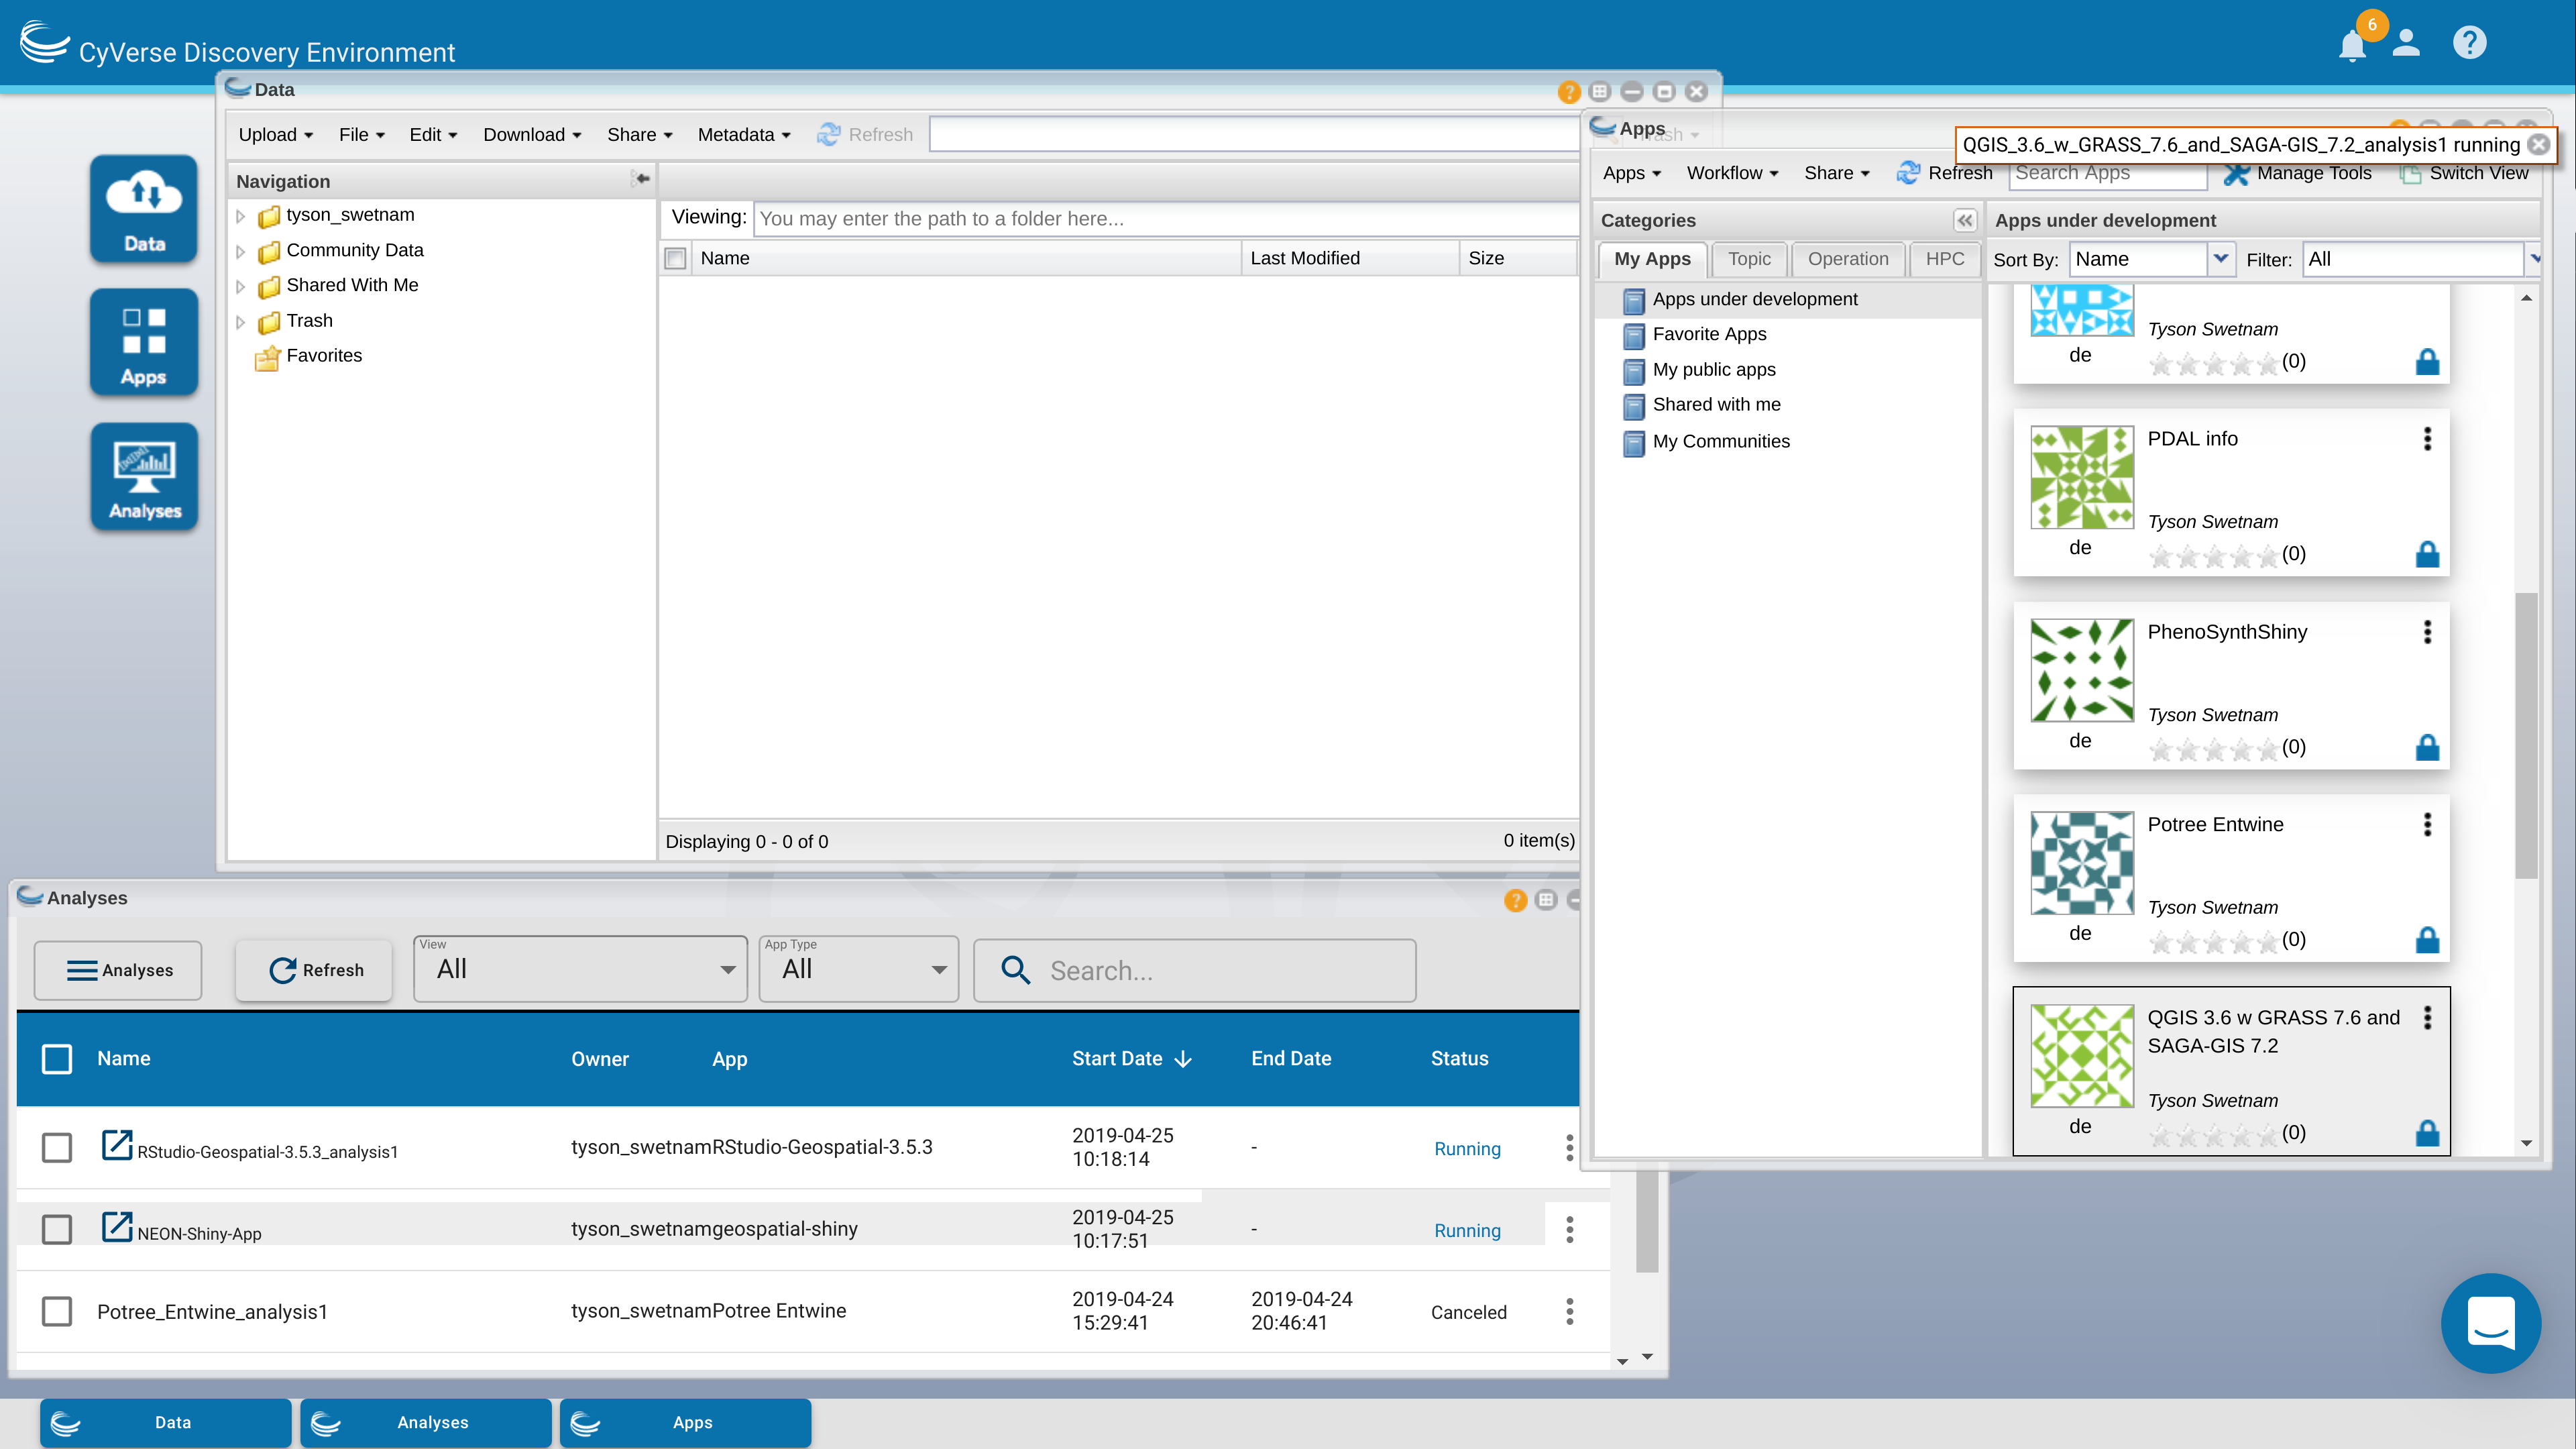 CyVerse Discovery Environment
6
Data
Apps
Analyses
Data
Upload File Edit Download Share Metadata Refresh
Navigation
tyson_swetnam
Community Data
Shared With Me
Trash
Favorites
Viewing: You may enter the path to a folder here...
Name Last Modified Size
Displaying 0 - 0 of 0 0 item(s)
Apps
QGIS_3.6_w_GRASS_7.6_and_SAGA-GIS_7.2_analysis1 running
Apps Workflow Share Refresh Search Apps Manage Tools Switch View
Categories
My Apps Topic Operation HPC
Apps under development
Favorite Apps
My public apps
Shared with me
My Communities
Apps under development
Sort By: Name Filter: All
Tyson Swetnam
de (0)
PDAL info
Tyson Swetnam
de (0)
PhenoSynthShiny
Tyson Swetnam
de (0)
Potree Entwine
Tyson Swetnam
de (0)
QGIS 3.6 w GRASS 7.6 and
SAGA-GIS 7.2
Tyson Swetnam
de (0)
Analyses
Analyses Refresh View All App Type All Search...
Name Owner App Start Date End Date Status
RStudio-Geospatial-3.5.3_analysis1 tyson_swetnam RStudio-Geospatial-3.5.3 2019-04-25 10:18:14 - Running
NEON-Shiny-App tyson_swetnam geospatial-shiny 2019-04-25 10:17:51 - Running
Potree_Entwine_analysis1 tyson_swetnam Potree Entwine 2019-04-24 15:29:41 2019-04-24 20:46:41 Canceled
Data Analyses Apps